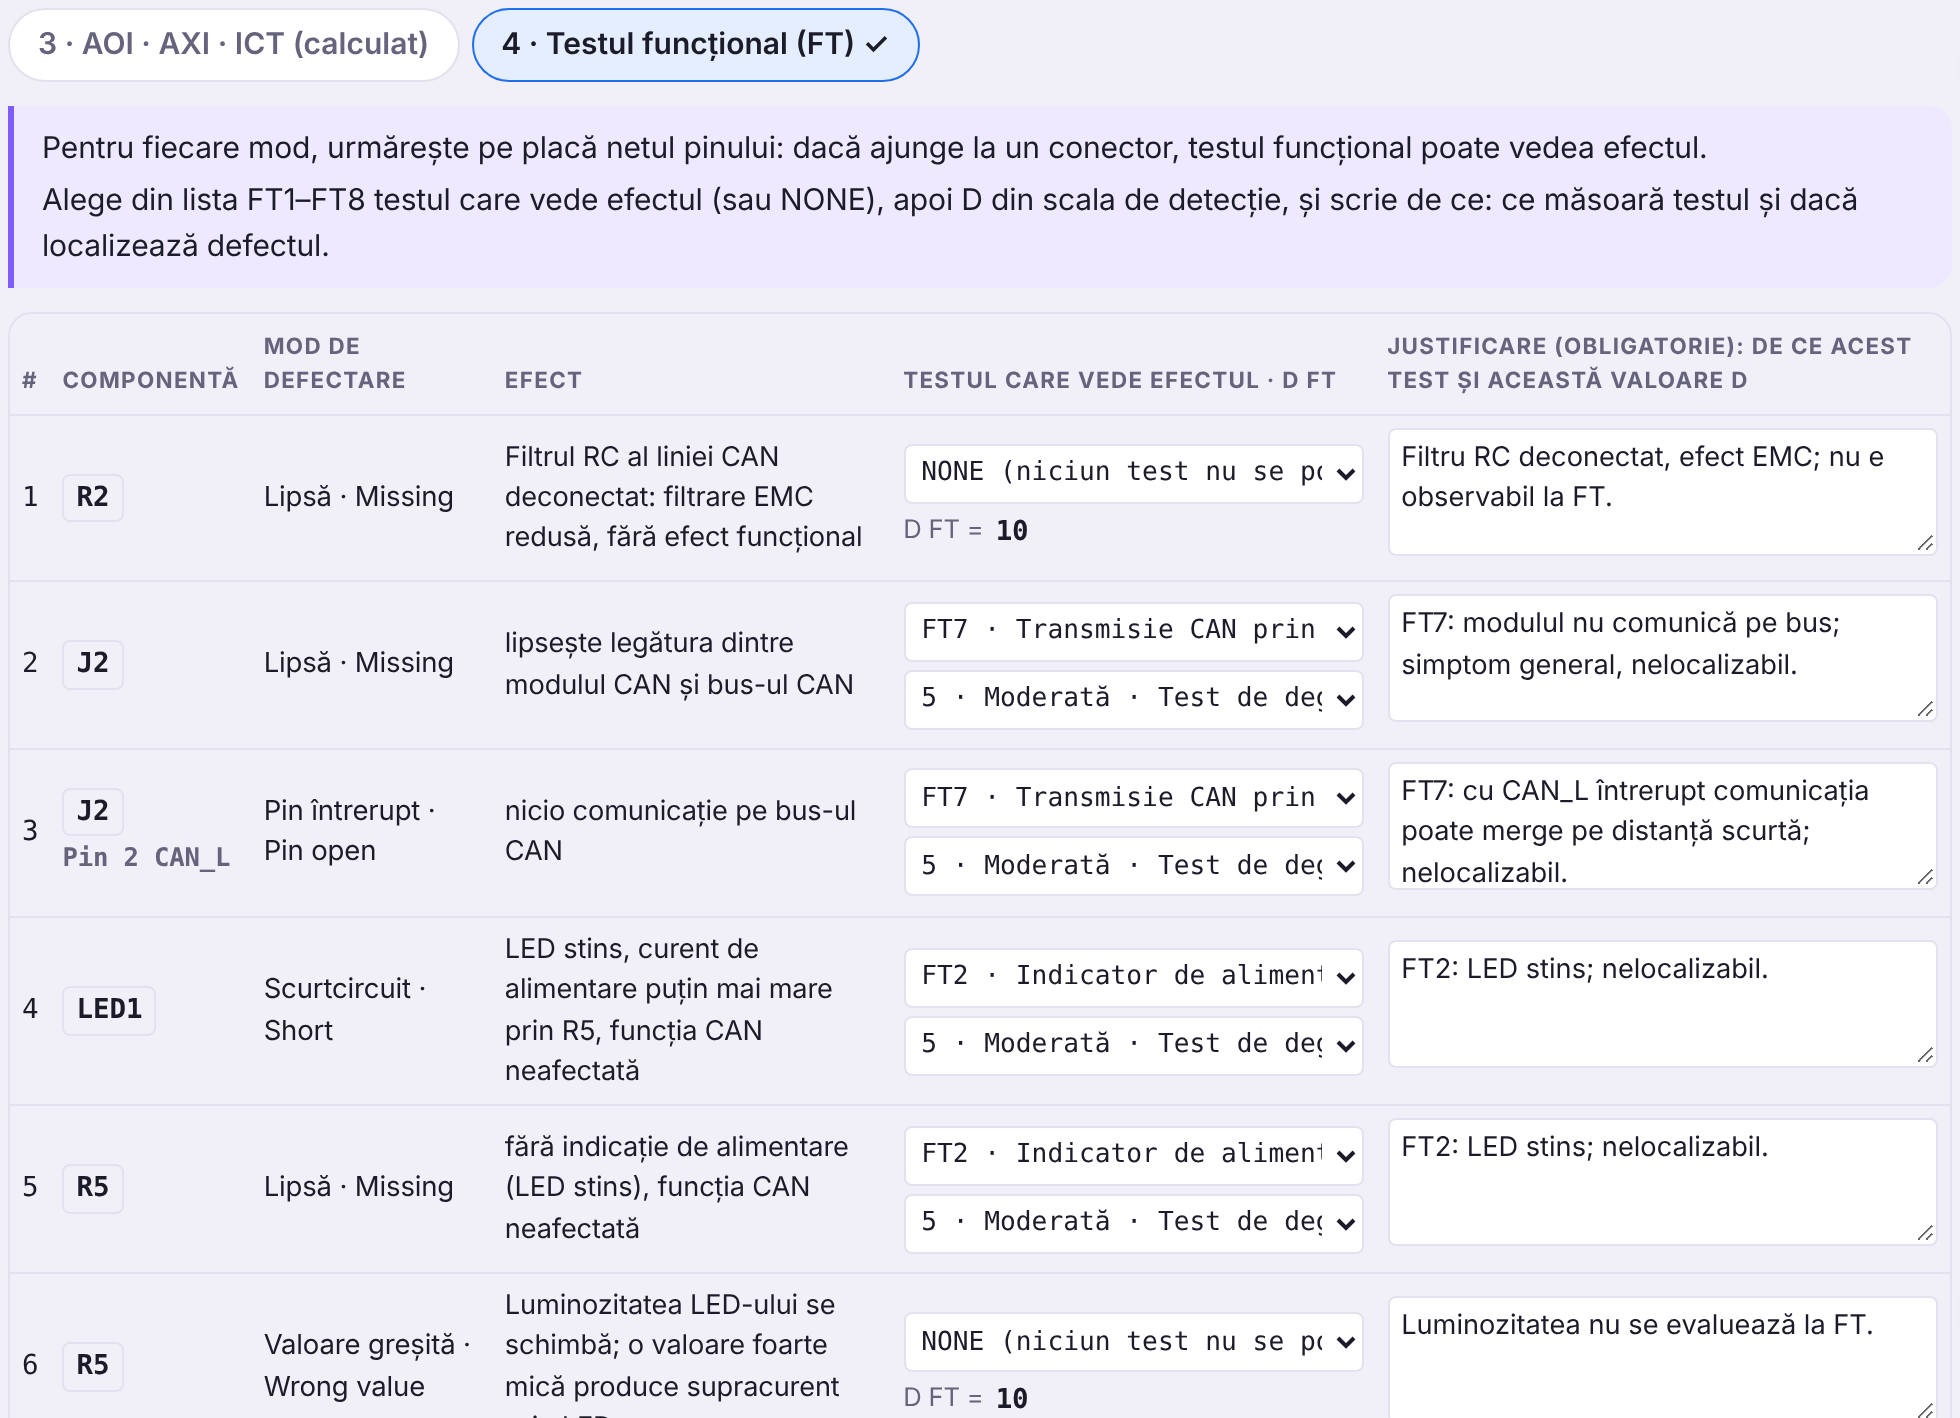 3 · AOI · AXI · ICT (calculat)
4 · Testul funcțional (FT) ✓
Pentru fiecare mod, urmărește pe placă netul pinului: dacă ajunge la un conector, testul funcțional poate vedea efectul.
Alege din lista FT1–FT8 testul care vede efectul (sau NONE), apoi D din scala de detecție, și scrie de ce: ce măsoară testul și dacă
localizează defectul.
# COMPONENTĂ MOD DE DEFECTARE EFECT TESTUL CARE VEDE EFECTUL · D FT JUSTIFICARE (OBLIGATORIE): DE CE ACEST TEST ȘI ACEASTĂ VALOARE D
1
R2
Lipsă · Missing
Filtrul RC al liniei CAN
deconectat: filtrare EMC
redusă, fără efect funcțional
NONE (niciun test nu se po
D FT = 10
Filtru RC deconectat, efect EMC; nu e
observabil la FT.
2
J2
Lipsă · Missing
lipsește legătura dintre
modulul CAN și bus-ul CAN
FT7 · Transmisie CAN prin
5 · Moderată · Test de deg
FT7: modulul nu comunică pe bus;
simptom general, nelocalizabil.
3
J2
Pin 2 CAN_L
Pin întrerupt ·
Pin open
nicio comunicație pe bus-ul
CAN
FT7 · Transmisie CAN prin
5 · Moderată · Test de deg
FT7: cu CAN_L întrerupt comunicația
poate merge pe distanță scurtă;
nelocalizabil.
4
LED1
Scurtcircuit ·
Short
LED stins, curent de
alimentare puțin mai mare
prin R5, funcția CAN
neafectată
FT2 · Indicator de aliment
5 · Moderată · Test de deg
FT2: LED stins; nelocalizabil.
5
R5
Lipsă · Missing
fără indicație de alimentare
(LED stins), funcția CAN
neafectată
FT2 · Indicator de aliment
5 · Moderată · Test de deg
FT2: LED stins; nelocalizabil.
6
R5
Valoare greșită ·
Wrong value
Luminozitatea LED-ului se
schimbă; o valoare foarte
mică produce supracurent
NONE (niciun test nu se po
D FT = 10
Luminozitatea nu se evaluează la FT.